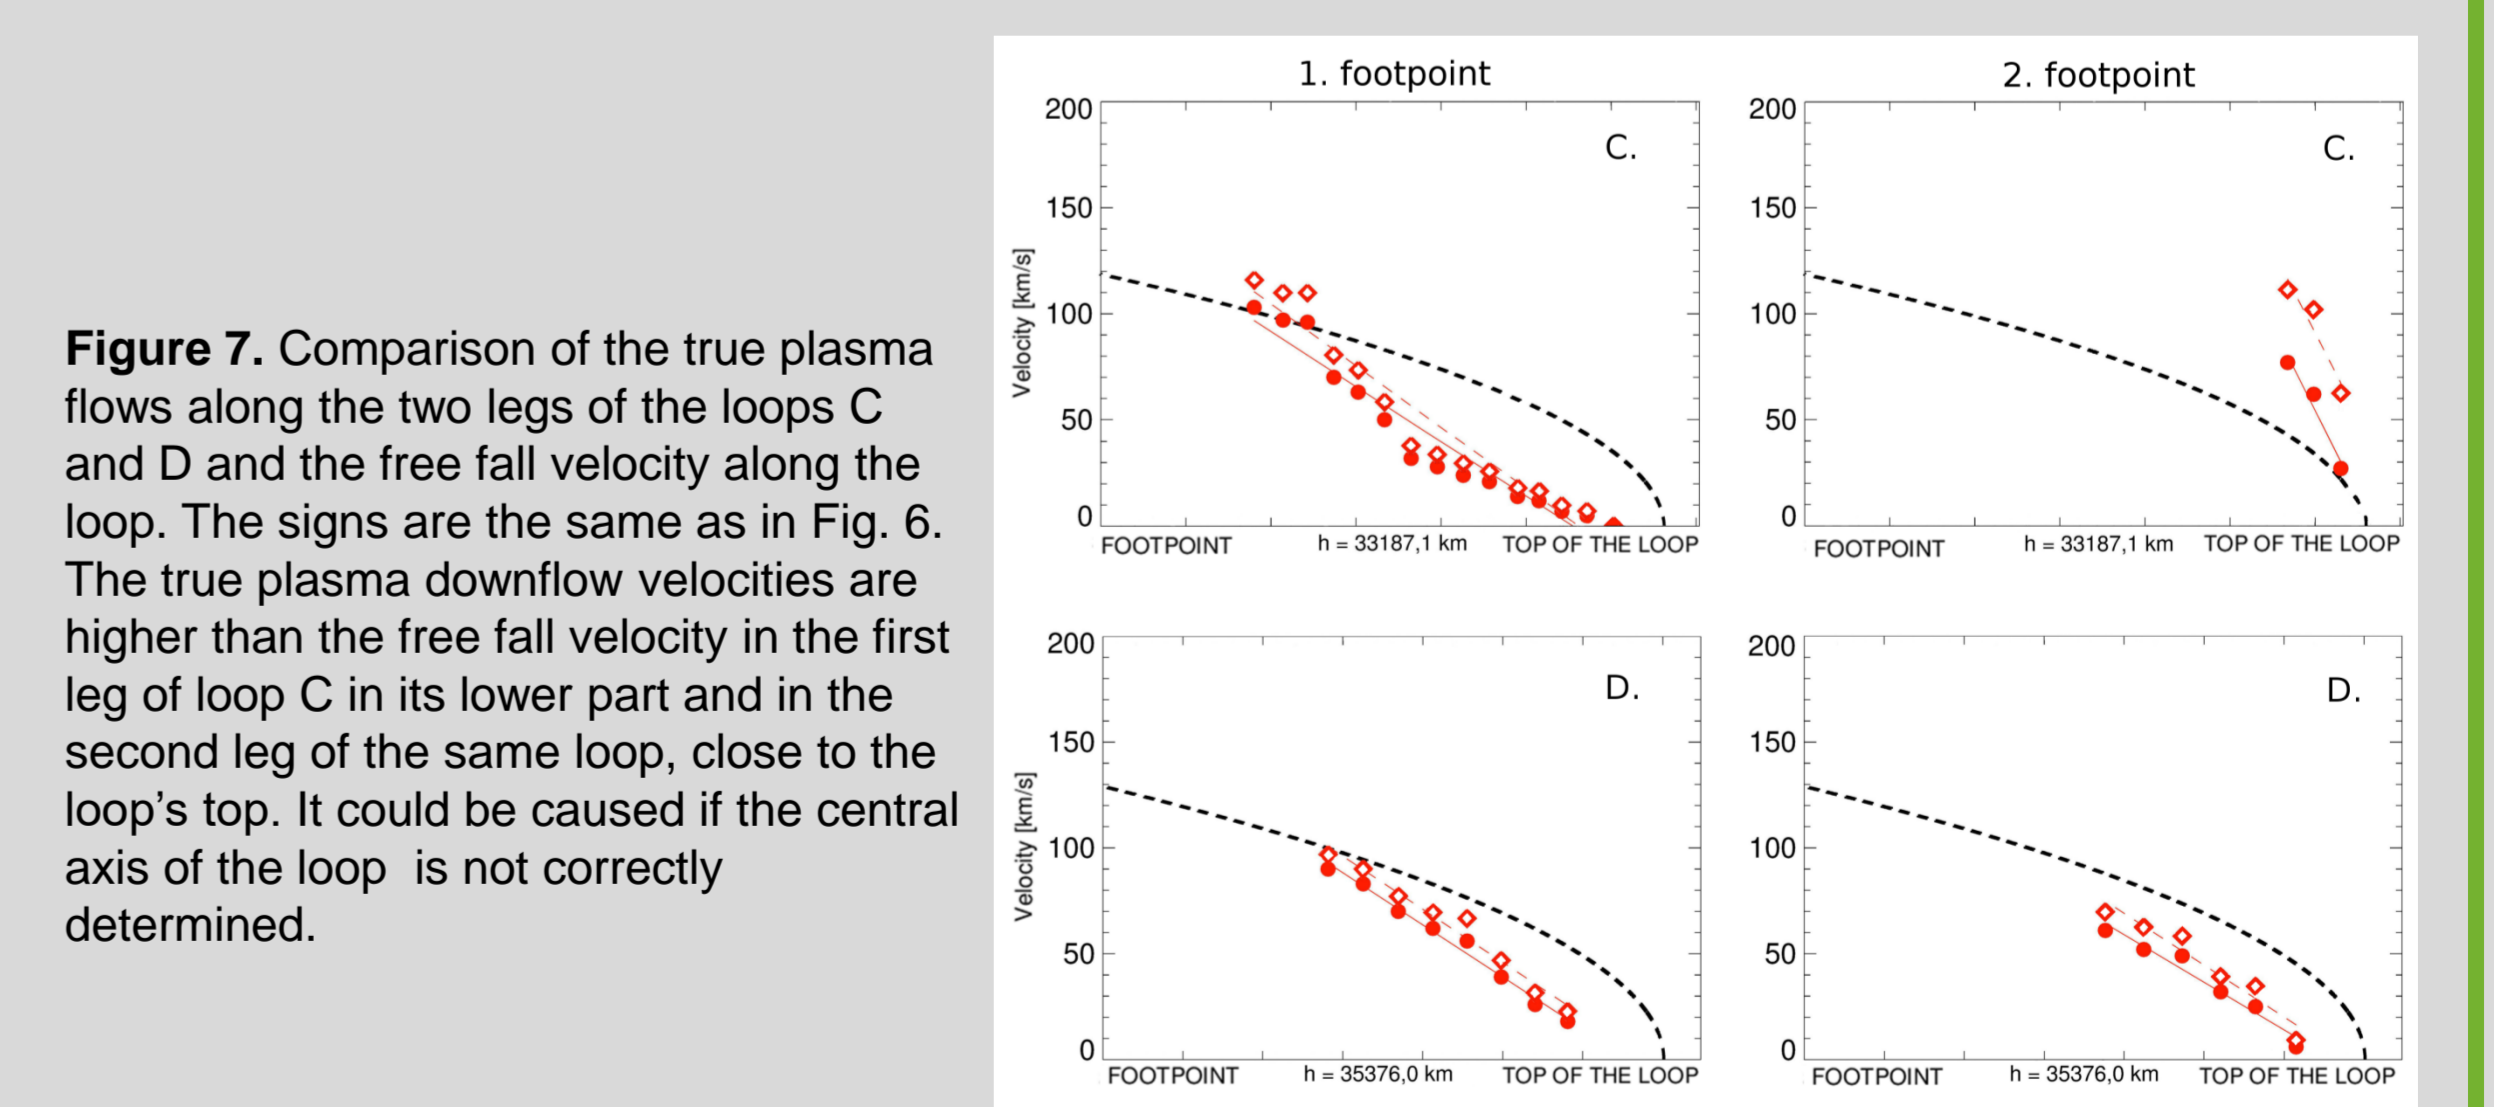 Figure 7. Comparison of the true plasma
flows along the two legs of the loops C
and D and the free fall velocity along the
loop. The signs are the same as in Fig. 6.
The true plasma downflow velocities are
higher than the free fall velocity in the first
leg of loop C in its lower part and in the
second leg of the same loop, close to the
loop’s top. It could be caused if the central
axis of the loop  is not correctly
determined.
1. footpoint
200
150
100
50
0
Velocity [km/s]
C.
FOOTPOINT
h = 33187,1 km
TOP OF THE LOOP
2. footpoint
200
150
100
50
0
C.
FOOTPOINT
h = 33187,1 km
TOP OF THE LOOP
200
150
100
50
0
Velocity [km/s]
D.
FOOTPOINT
h = 35376,0 km
TOP OF THE LOOP
200
150
100
50
0
D.
FOOTPOINT
h = 35376,0 km
TOP OF THE LOOP